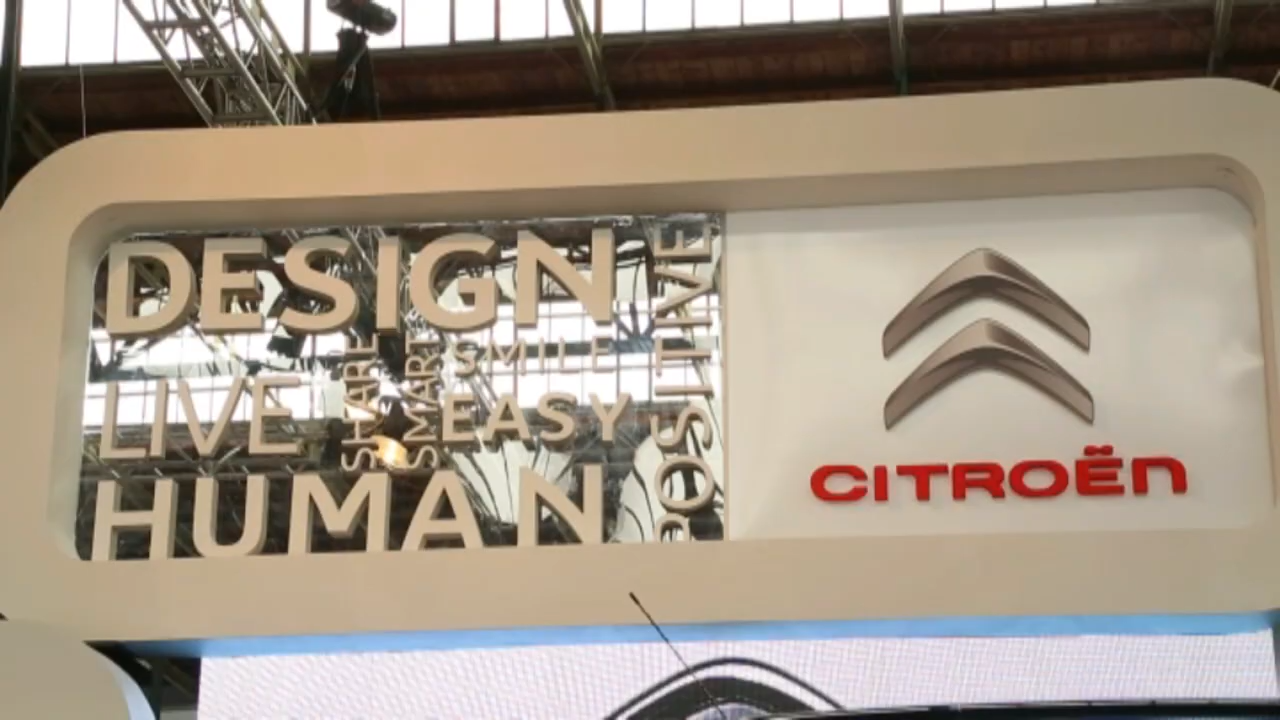 DESIGN
POSITIVE
SMILE
LIVE
SHARE
SMART
EASY
HUMAN
CITROËN